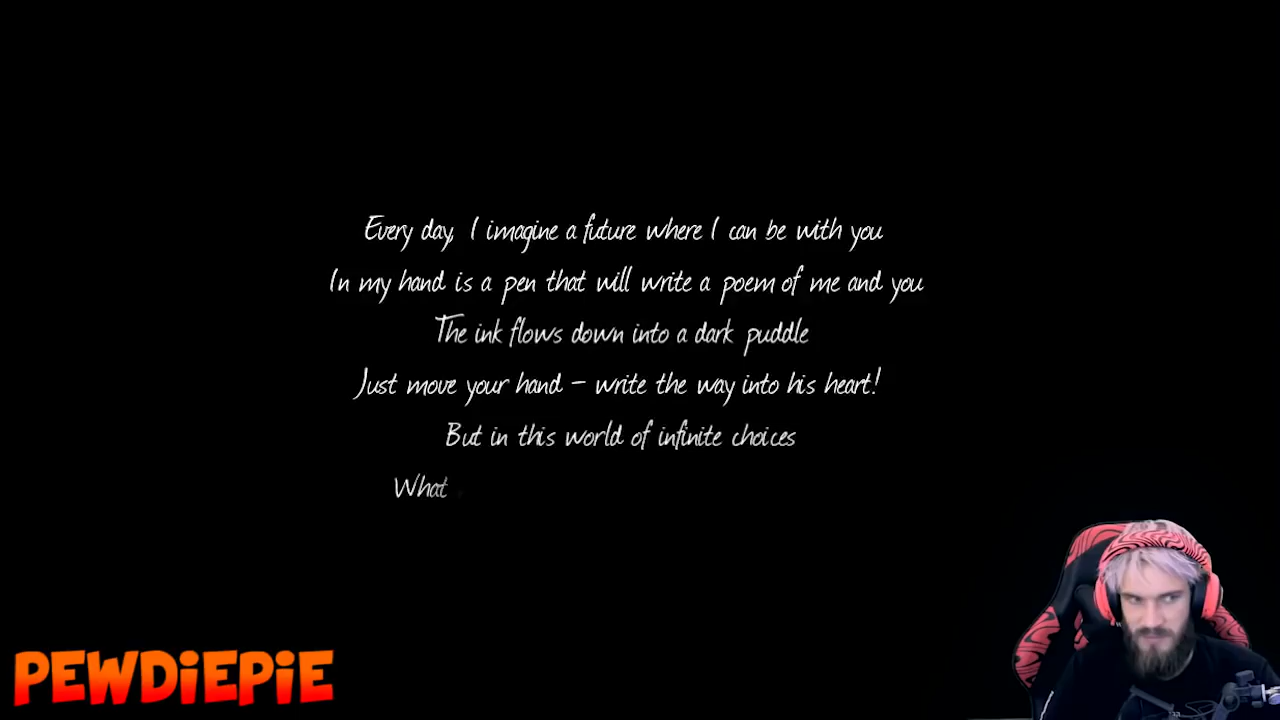 Every day, I imagine a future where I can be with you
In my hand is a pen that will write a poem of me and you
The ink flows down into a dark puddle
Just move your hand – write the way into his heart!
But in this world of infinite choices
What
PEWDiEPiE